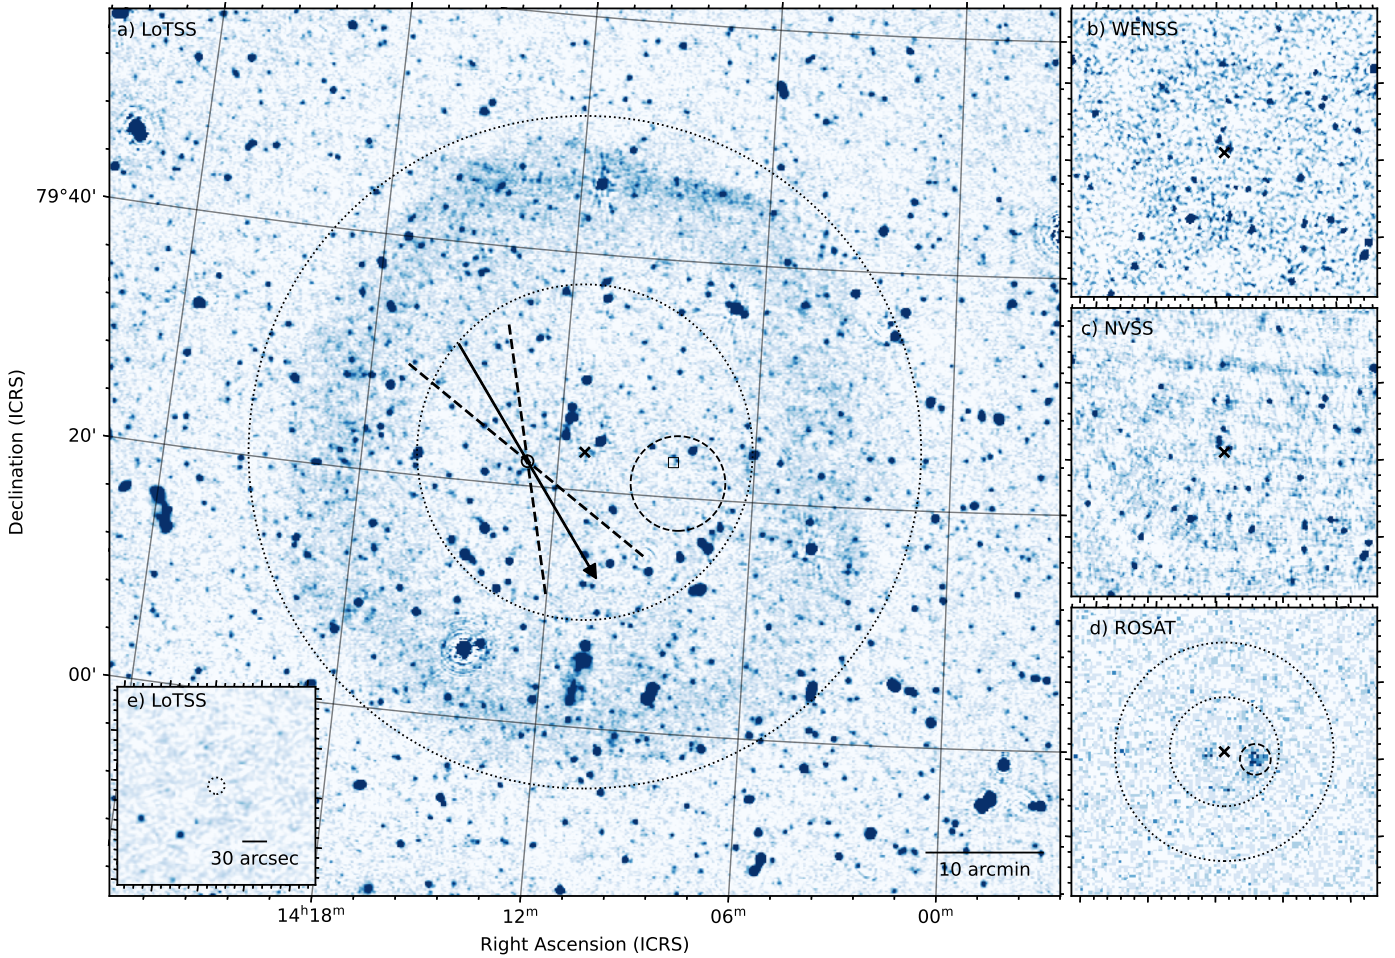 a) LoTSS
b) WENSS
79°40'
c) NVSS
Declination (ICRS)
20'
d) ROSAT
00'
e) LoTSS
30 arcsec
10 arcmin
14ʰ18ᵐ
12ᵐ
06ᵐ
00ᵐ
Right Ascension (ICRS)